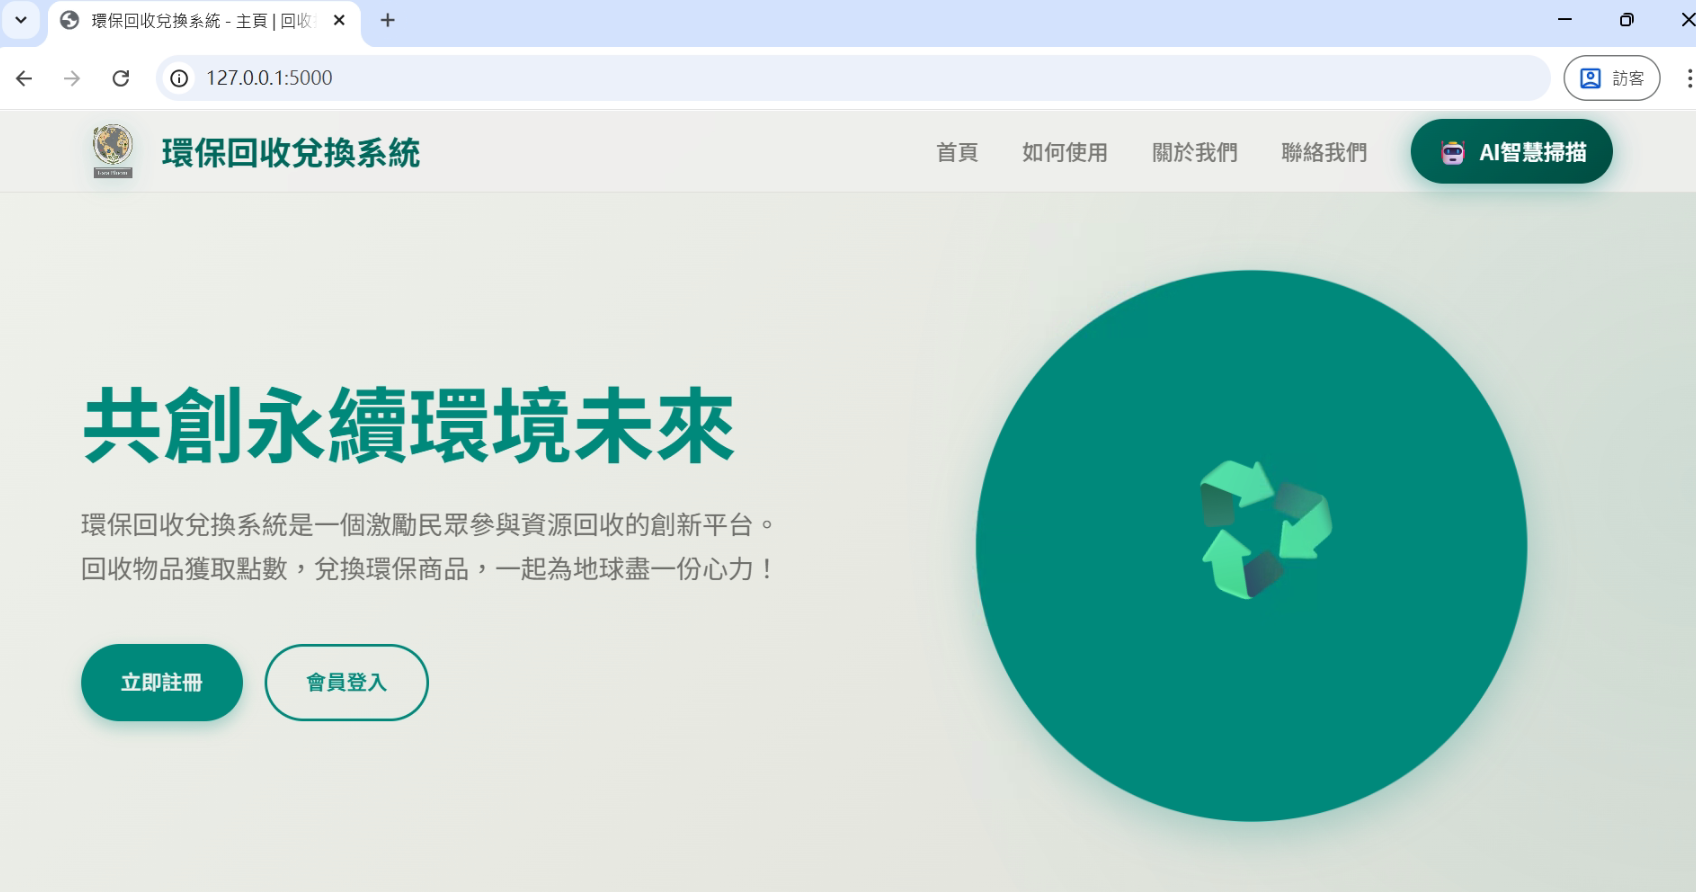 環保回收兌換系統 - 主頁 | 回收
127.0.0.1:5000
訪客
環保回收兌換系統
首頁
如何使用
關於我們
聯絡我們
AI智慧掃描
共創永續環境未來
環保回收兌換系統是一個激勵民眾參與資源回收的創新平台。
回收物品獲取點數，兌換環保商品，一起為地球盡一份心力！
立即註冊
會員登入